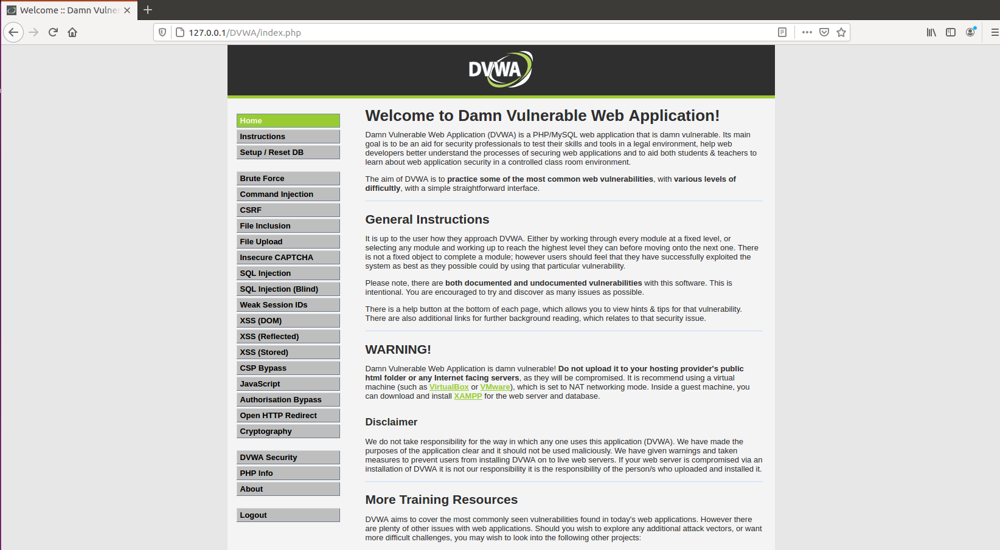 Welcome :: Damn Vulner
127.0.0.1/DVWA/index.php
DVWA
Home
Instructions
Setup / Reset DB
Brute Force
Command Injection
CSRF
File Inclusion
File Upload
Insecure CAPTCHA
SQL Injection
SQL Injection (Blind)
Weak Session IDs
XSS (DOM)
XSS (Reflected)
XSS (Stored)
CSP Bypass
JavaScript
Authorisation Bypass
Open HTTP Redirect
Cryptography
DVWA Security
PHP Info
About
Logout
Welcome to Damn Vulnerable Web Application!
Damn Vulnerable Web Application (DVWA) is a PHP/MySQL web application that is damn vulnerable. Its main
goal is to be an aid for security professionals to test their skills and tools in a legal environment, help web
developers better understand the processes of securing web applications and to aid both students & teachers to
learn about web application security in a controlled class room environment.
The aim of DVWA is to practice some of the most common web vulnerabilities, with various levels of
difficultly, with a simple straightforward interface.
General Instructions
It is up to the user how they approach DVWA. Either by working through every module at a fixed level, or
selecting any module and working up to reach the highest level they can before moving onto the next one. There
is not a fixed object to complete a module; however users should feel that they have successfully exploited the
system as best as they possible could by using that particular vulnerability.
Please note, there are both documented and undocumented vulnerabilities with this software. This is
intentional. You are encouraged to try and discover as many issues as possible.
There is a help button at the bottom of each page, which allows you to view hints & tips for that vulnerability.
There are also additional links for further background reading, which relates to that security issue.
WARNING!
Damn Vulnerable Web Application is damn vulnerable! Do not upload it to your hosting provider's public
html folder or any Internet facing servers, as they will be compromised. It is recommend using a virtual
machine (such as VirtualBox or VMware), which is set to NAT networking mode. Inside a guest machine, you
can download and install XAMPP for the web server and database.
Disclaimer
We do not take responsibility for the way in which any one uses this application (DVWA). We have made the
purposes of the application clear and it should not be used maliciously. We have given warnings and taken
measures to prevent users from installing DVWA on to live web servers. If your web server is compromised via an
installation of DVWA it is not our responsibility it is the responsibility of the person/s who uploaded and installed it.
More Training Resources
DVWA aims to cover the most commonly seen vulnerabilities found in today's web applications. However there
are plenty of other issues with web applications. Should you wish to explore any additional attack vectors, or want
more difficult challenges, you may wish to look into the following other projects: